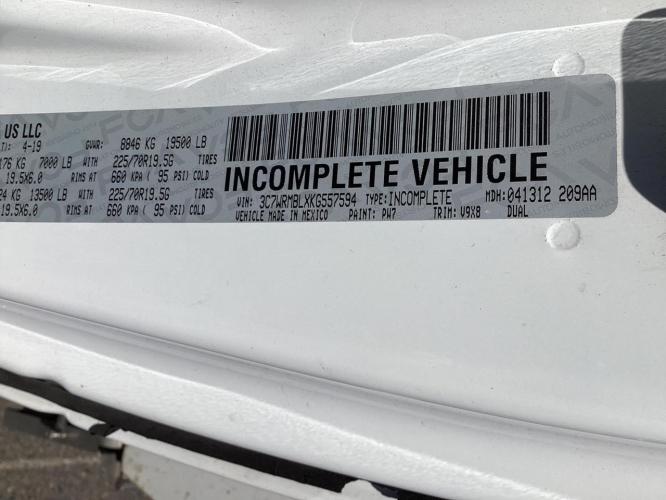 US LLC
4-19 GVWR: 8846 KG 19500 LB
176 KG 7000 LB WITH 225/70R19.5G TIRES
19.5X6.0 RIMS AT 660 KPA ( 95 PSI) COLD
24 KG 13500 LB WITH 225/70R19.5G TIRES
19.5X6.0 RIMS AT 660 KPA ( 95 PSI) COLD
INCOMPLETE VEHICLE
VIN: 3C7WRMBLXKG557594 TYPE:INCOMPLETE MDH:041312 209AA
VEHICLE MADE IN MEXICO PAINT: PW7 TRIM: V9X8 DUAL